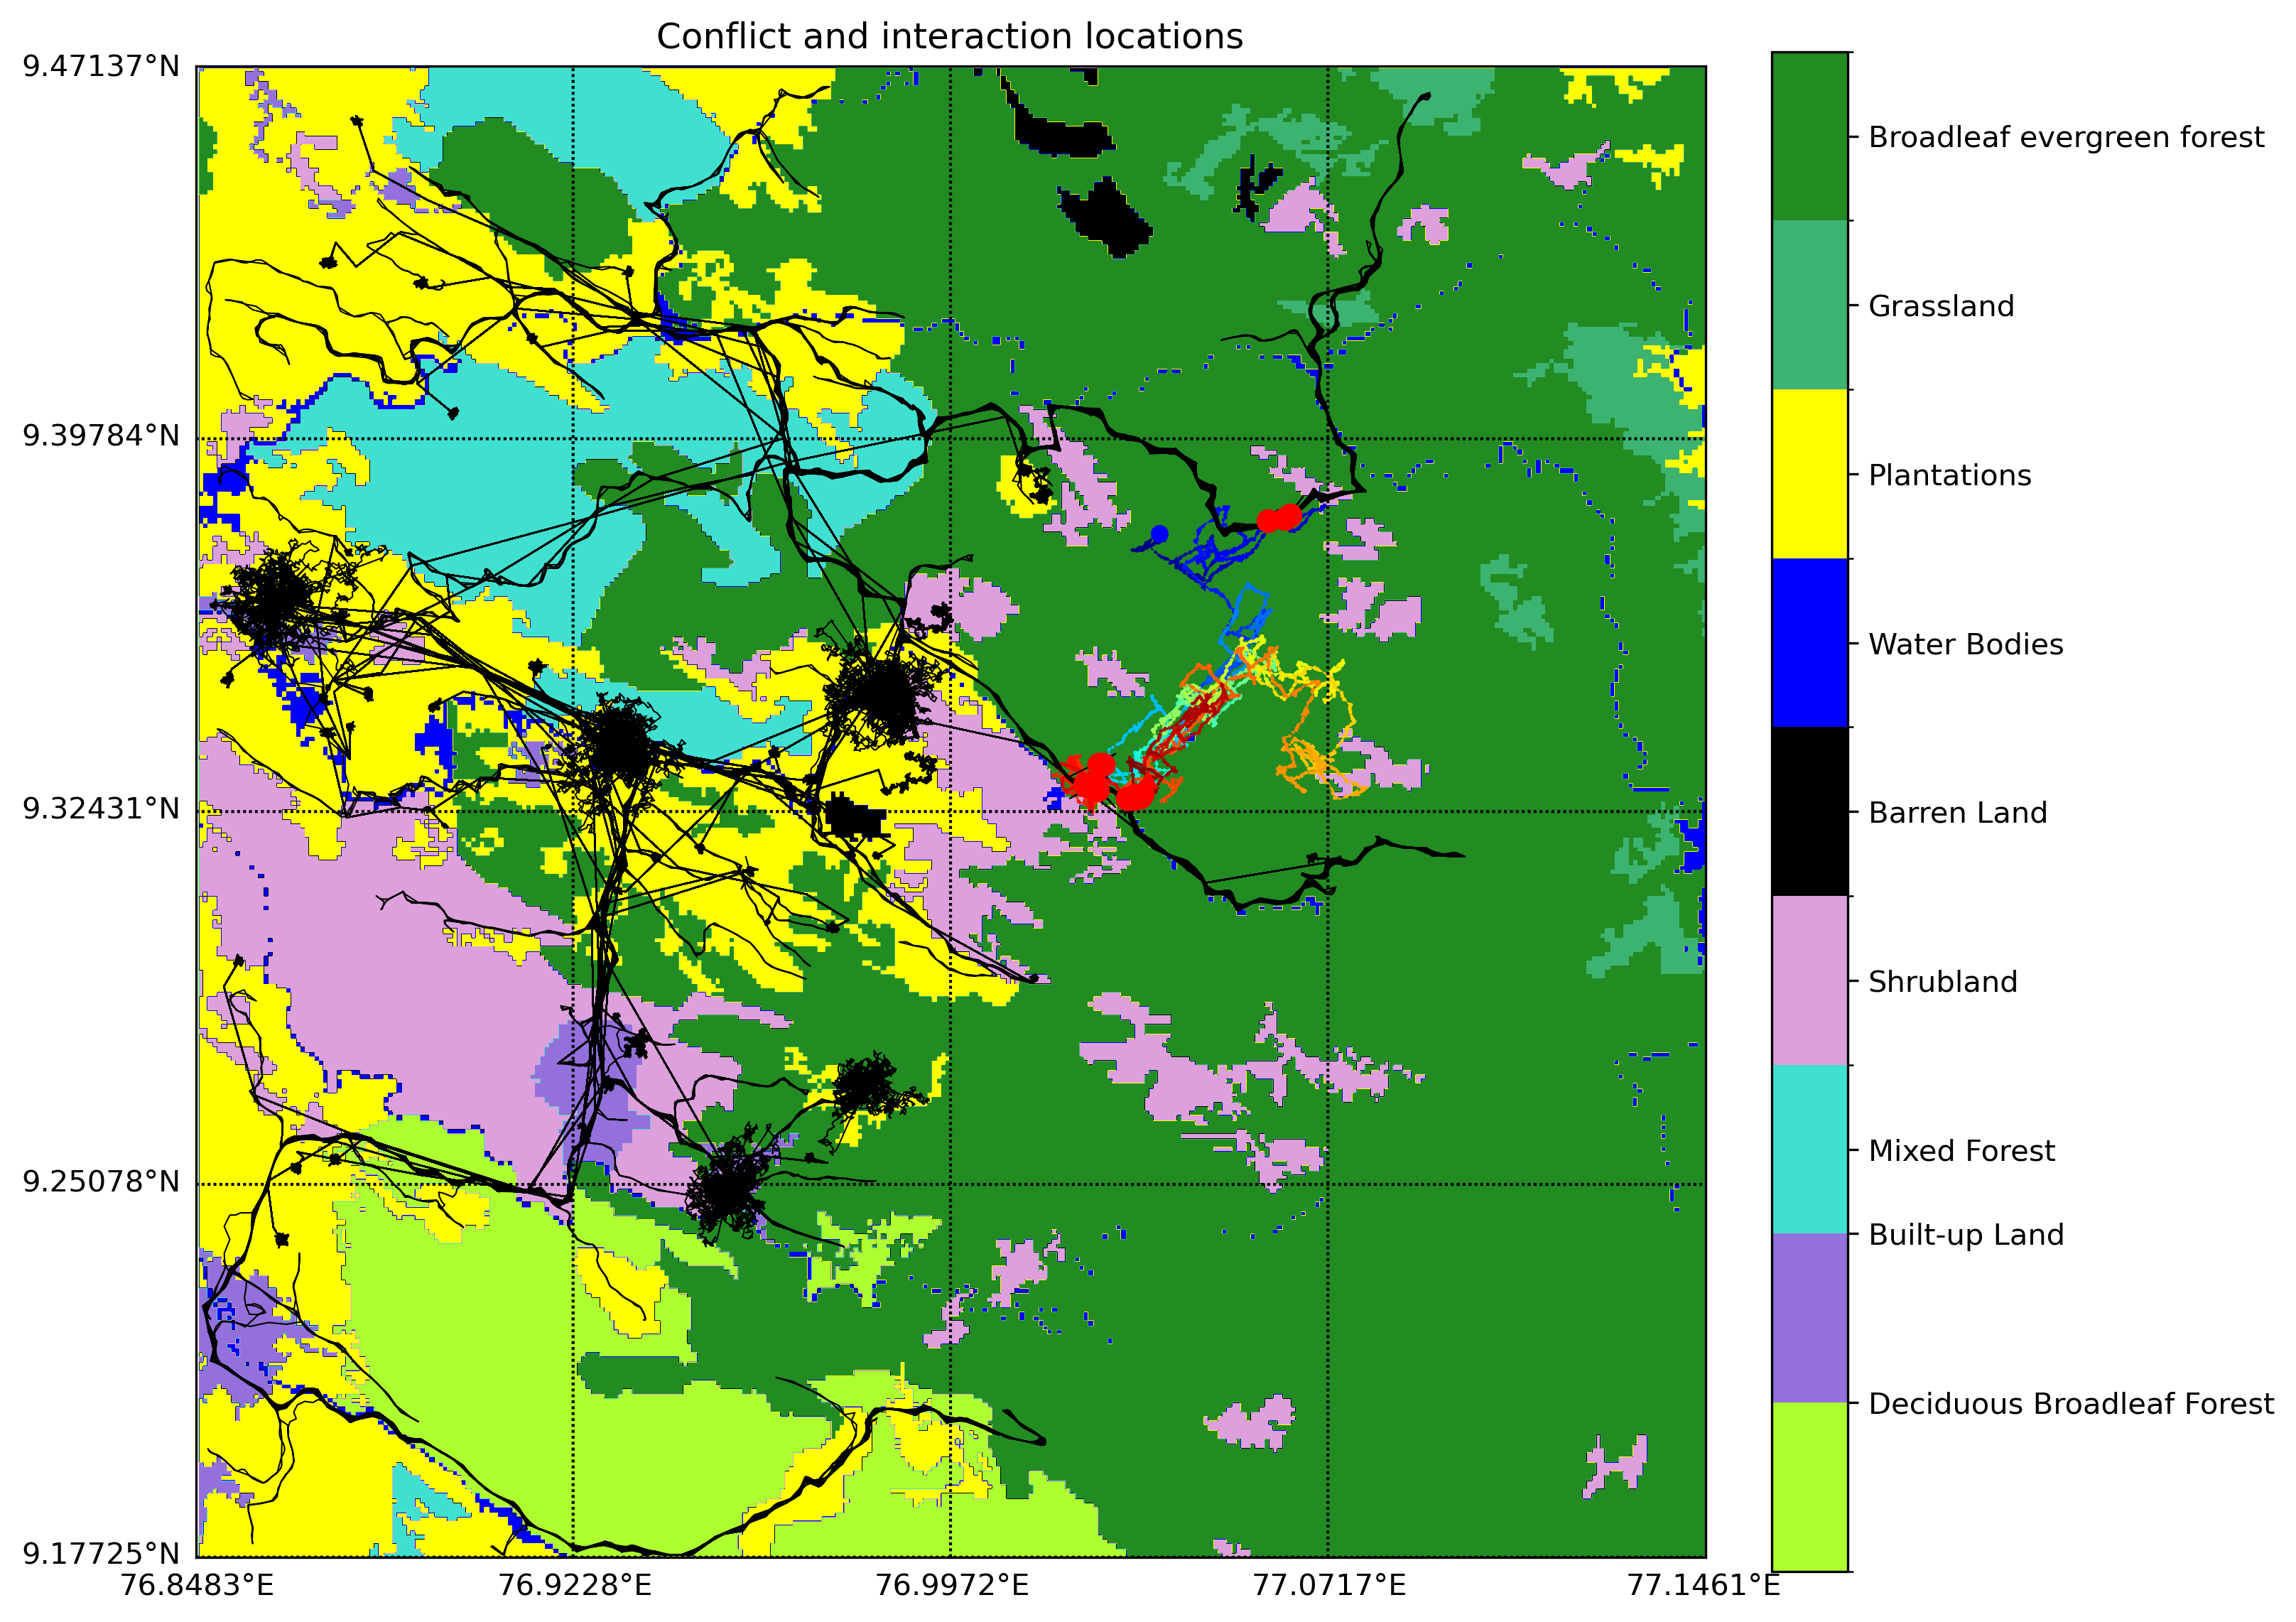 Conflict and interaction locations
9.47137°N
9.39784°N
9.32431°N
9.25078°N
9.17725°N
76.8483°E
76.9228°E
76.9972°E
77.0717°E
77.1461°E
Broadleaf evergreen forest
Grassland
Plantations
Water Bodies
Barren Land
Shrubland
Mixed Forest
Built-up Land
Deciduous Broadleaf Forest